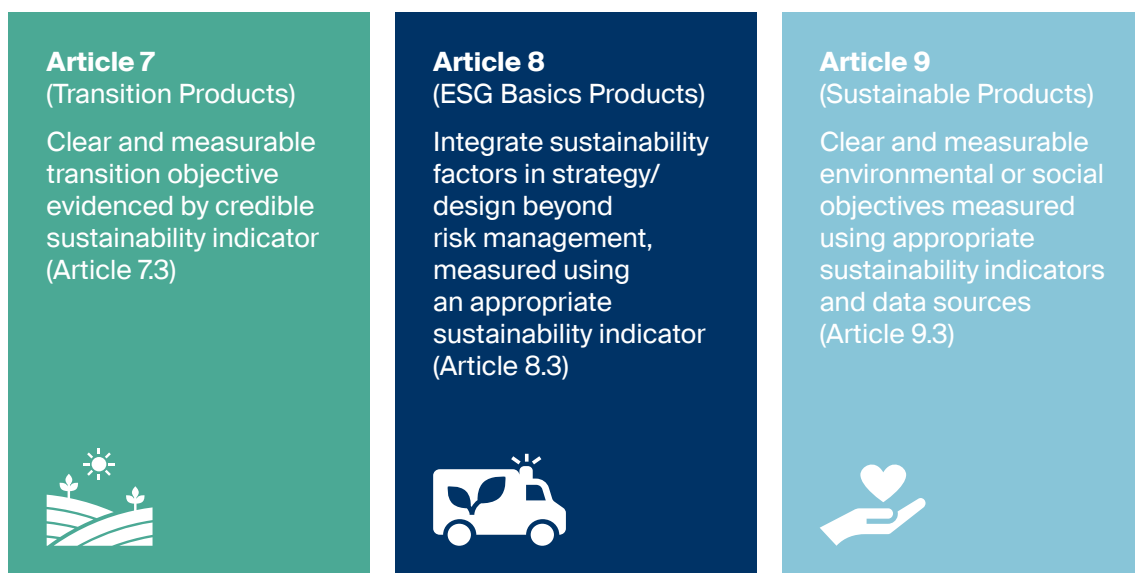 Article 7
(Transition Products)
Clear and measurable
transition objective
evidenced by credible
sustainability indicator
(Article 7.3)
Article 8
(ESG Basics Products)
Integrate sustainability
factors in strategy/
design beyond
risk management,
measured using
an appropriate
sustainability indicator
(Article 8.3)
Article 9
(Sustainable Products)
Clear and measurable
environmental or social
objectives measured
using appropriate
sustainability indicators
and data sources
(Article 9.3)